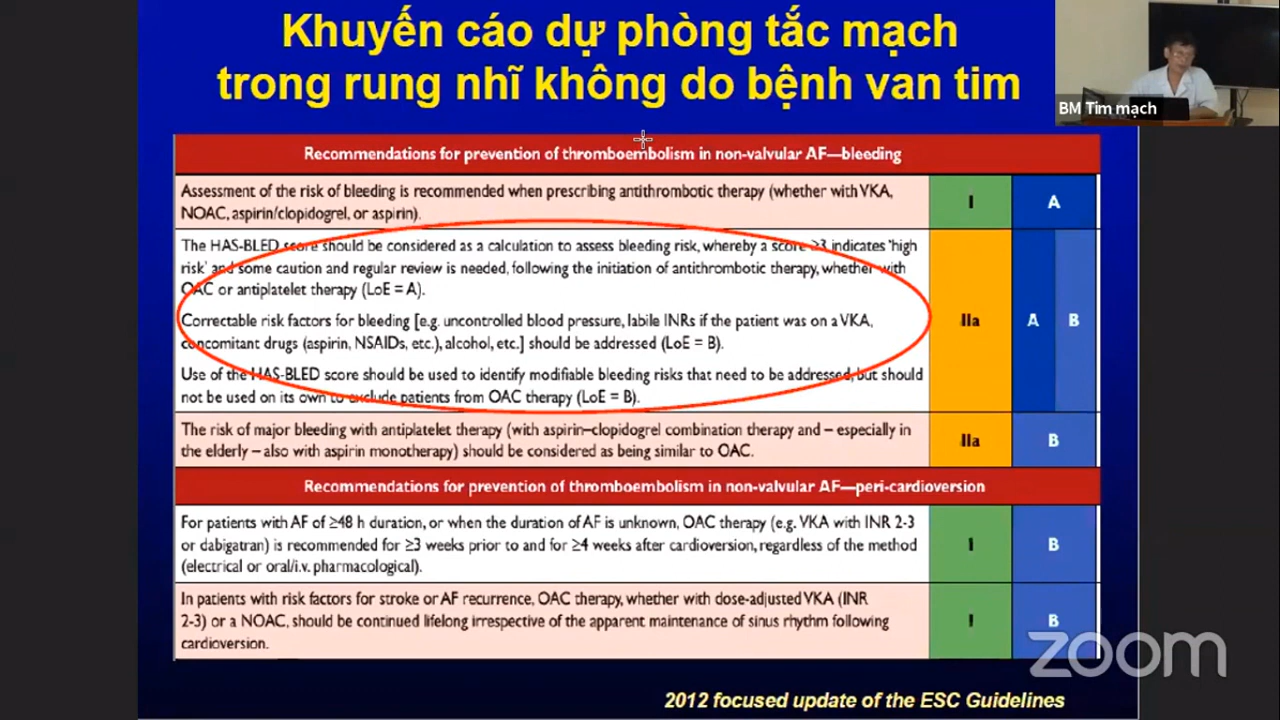 Khuyến cáo dự phòng tắc mạch
trong rung nhĩ không do bệnh van tim
BM Tim mạch
Recommendations for prevention of thromboembolism in non-valvular AF—bleeding
Assessment of the risk of bleeding is recommended when prescribing antithrombotic therapy (whether with VKA,
NOAC, aspirin/clopidogrel, or aspirin).
I
A
The HAS-BLED score should be considered as a calculation to assess bleeding risk, whereby a score ≥3 indicates ‘high
risk’ and some caution and regular review is needed, following the initiation of antithrombotic therapy, whether with
OAC or antiplatelet therapy (LoE = A).
Correctable risk factors for bleeding [e.g. uncontrolled blood pressure, labile INRs if the patient was on a VKA,
concomitant drugs (aspirin, NSAIDs, etc.), alcohol, etc.] should be addressed (LoE = B).
Use of the HAS-BLED score should be used to identify modifiable bleeding risks that need to be addressed, but should
not be used on its own to exclude patients from OAC therapy (LoE = B).
IIa
A
B
The risk of major bleeding with antiplatelet therapy (with aspirin–clopidogrel combination therapy and – especially in
the elderly – also with aspirin monotherapy) should be considered as being similar to OAC.
IIa
B
Recommendations for prevention of thromboembolism in non-valvular AF—peri-cardioversion
For patients with AF of ≥48 h duration, or when the duration of AF is unknown, OAC therapy (e.g. VKA with INR 2-3
or dabigatran) is recommended for ≥3 weeks prior to and for ≥4 weeks after cardioversion, regardless of the method
(electrical or oral/i.v. pharmacological).
I
B
In patients with risk factors for stroke or AF recurrence, OAC therapy, whether with dose-adjusted VKA (INR
2-3) or a NOAC, should be continued lifelong irrespective of the apparent maintenance of sinus rhythm following
cardioversion.
I
B
zoom
2012 focused update of the ESC Guidelines